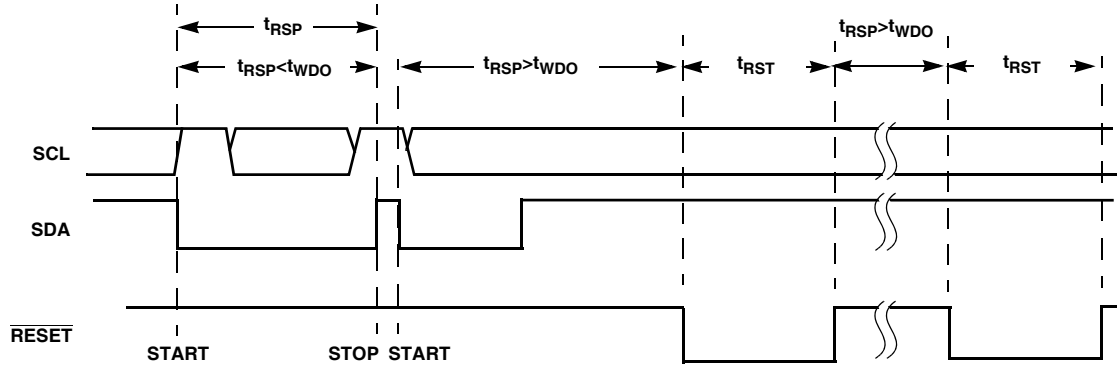 tRSP
tRSP<tWDO
tRSP>tWDO
tRST
tRSP>tWDO
tRST
SCL
SDA
RESET
START
STOP
START